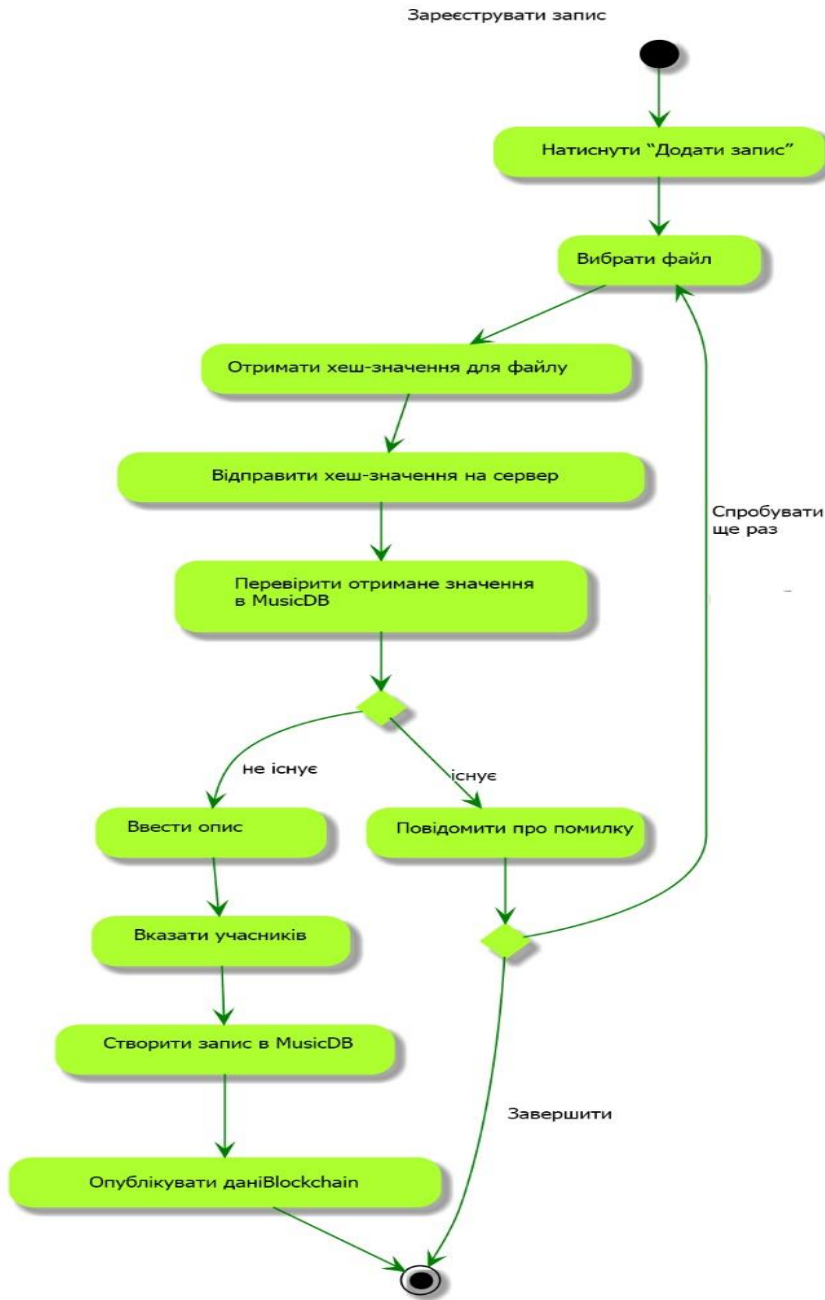 Зареєструвати запис
Натиснути “Додати запис”
Вибрати файл
Отримати хеш-значення для файлу
Відправити хеш-значення на сервер
Спробувати
ще раз
Перевірити отримане значення
в MusicDB
не існує
існує
Ввести опис
Повідомити про помилку
Вказати учасників
Створити запис в MusicDB
Завершити
Опублікувати даніBlockchain